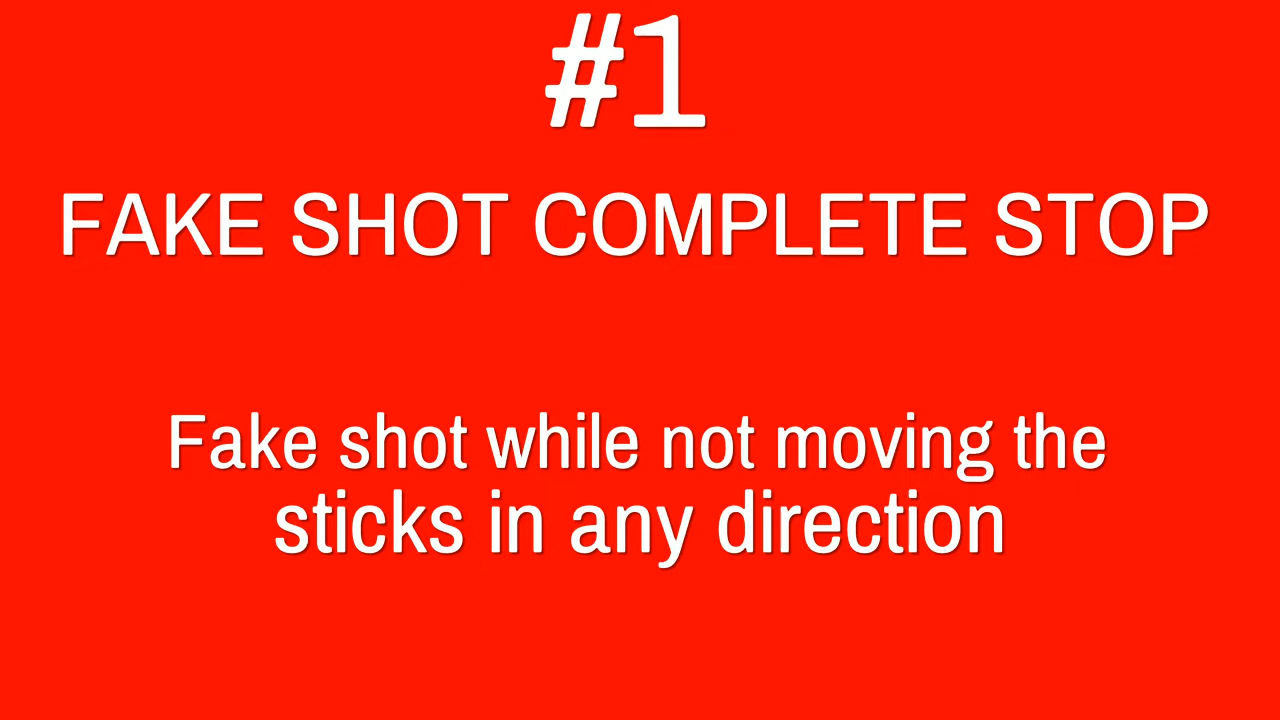 #1
FAKE SHOT COMPLETE STOP
Fake shot while not moving the
sticks in any direction